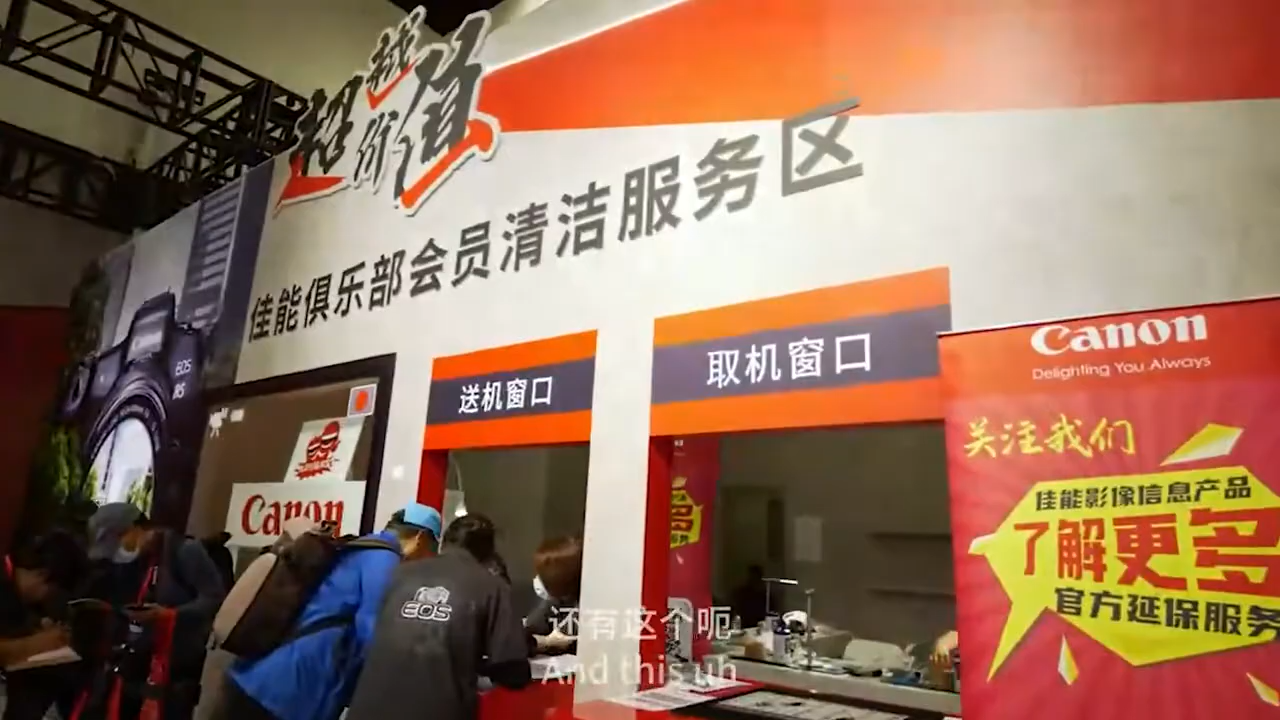 超越价值
佳能俱乐部会员清洁服务区
EOS
R5
送机窗口
取机窗口
Canon
Canon
Delighting You Always
关注我们
佳能影像信息产品
了解更多
官方延保服务
EOS
还有这个呃
And this uh